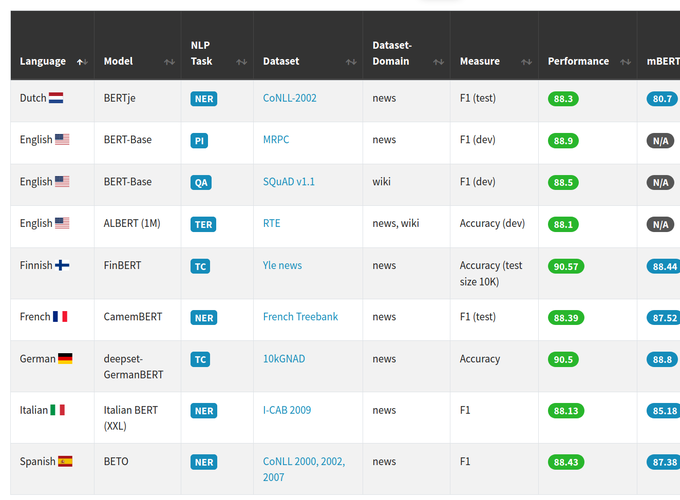 Language Model NLP Task Dataset Dataset-Domain Measure Performance mBERT
Dutch BERTje NER CoNLL-2002 news F1 (test) 88.3 80.7
English BERT-Base PI MRPC news F1 (dev) 88.9 N/A
English BERT-Base QA SQuAD v1.1 wiki F1 (dev) 88.5 N/A
English ALBERT (1M) TER RTE news, wiki Accuracy (dev) 88.1 N/A
Finnish FinBERT TC Yle news news Accuracy (test size 10K) 90.57 88.44
French CamemBERT NER French Treebank news F1 (test) 88.39 87.52
German deepset-GermanBERT TC 10kGNAD news Accuracy 90.5 88.8
Italian Italian BERT (XXL) NER I-CAB 2009 news F1 88.13 85.18
Spanish BETO NER CoNLL 2000, 2002, 2007 news F1 88.43 87.38